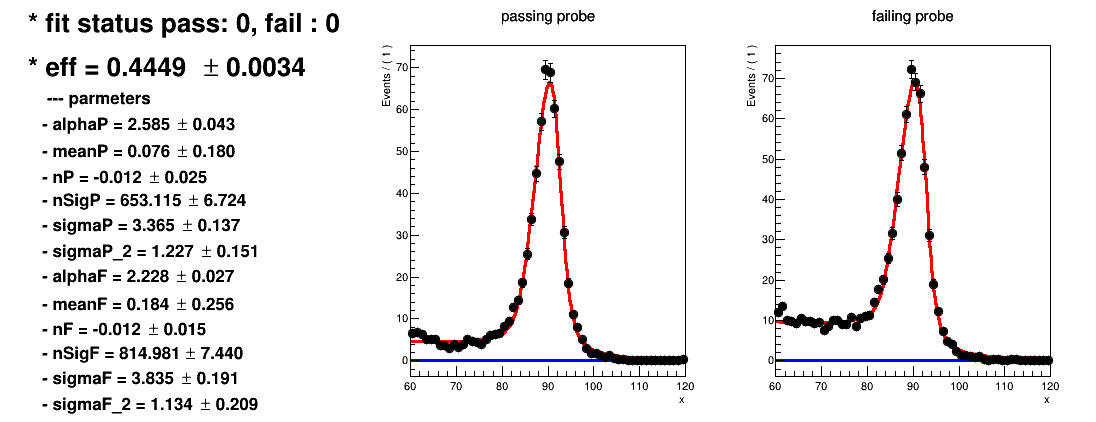 * fit status pass: 0, fail : 0
* eff = 0.4449 ± 0.0034
--- parmeters
- alphaP = 2.585 ± 0.043
- meanP = 0.076 ± 0.180
- nP = -0.012 ± 0.025
- nSigP = 653.115 ± 6.724
- sigmaP = 3.365 ± 0.137
- sigmaP_2 = 1.227 ± 0.151
- alphaF = 2.228 ± 0.027
- meanF = 0.184 ± 0.256
- nF = -0.012 ± 0.015
- nSigF = 814.981 ± 7.440
- sigmaF = 3.835 ± 0.191
- sigmaF_2 = 1.134 ± 0.209
passing probe
Events / ( 1 )
70
60
50
40
30
20
10
0
60 70 80 90 100 110 120
x
failing probe
Events / ( 1 )
70
60
50
40
30
20
10
0
60 70 80 90 100 110 120
x